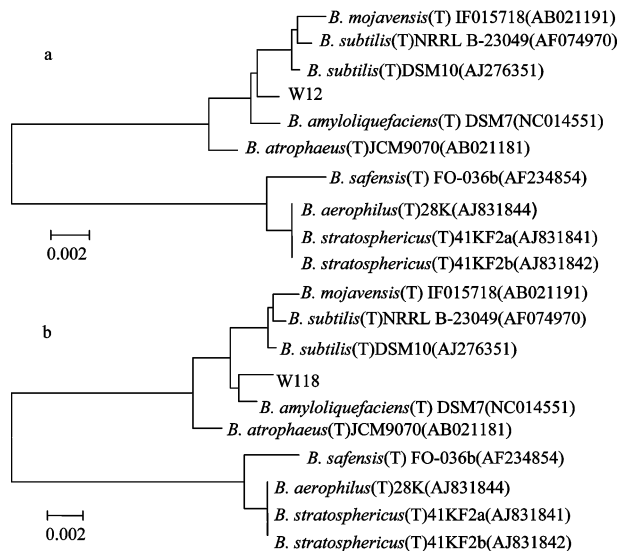 B. mojavensis(T) IF015718(AB021191)
a
B. subtilis(T)NRRL B-23049(AF074970)
B. subtilis(T)DSM10(AJ276351)
W12
B. amyloliquefaciens(T) DSM7(NC014551)
B. atrophaeus(T)JCM9070(AB021181)
B. safensis(T) FO-036b(AF234854)
B. aerophilus(T)28K(AJ831844)
B. stratosphericus(T)41KF2a(AJ831841)
0.002
B. stratosphericus(T)41KF2b(AJ831842)
B. mojavensis(T) IF015718(AB021191)
b
B. subtilis(T)NRRL B-23049(AF074970)
B. subtilis(T)DSM10(AJ276351)
W118
B. amyloliquefaciens(T) DSM7(NC014551)
B. atrophaeus(T)JCM9070(AB021181)
B. safensis(T) FO-036b(AF234854)
B. aerophilus(T)28K(AJ831844)
B. stratosphericus(T)41KF2a(AJ831841)
0.002
B. stratosphericus(T)41KF2b(AJ831842)